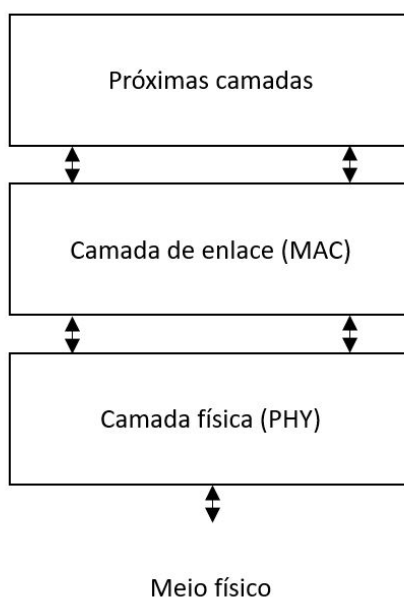 Próximas camadas
Camada de enlace (MAC)
Camada física (PHY)
Meio físico